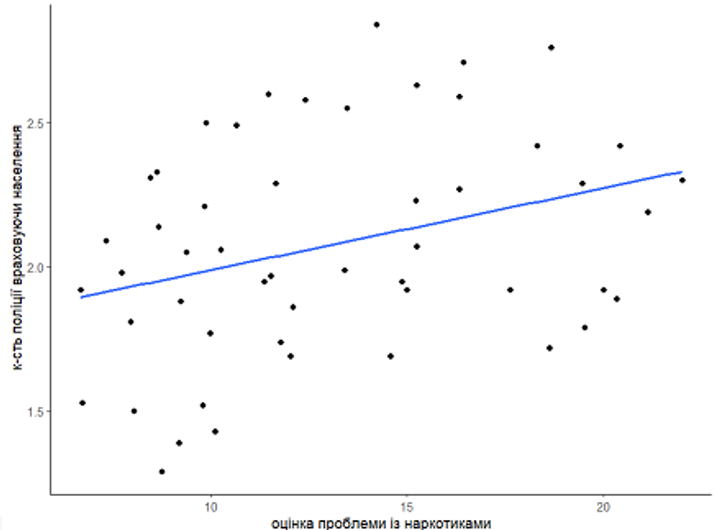 к-сть поліції враховуючи населення
2.5
2.0
1.5
10 15 20
оцінка проблеми із наркотиками